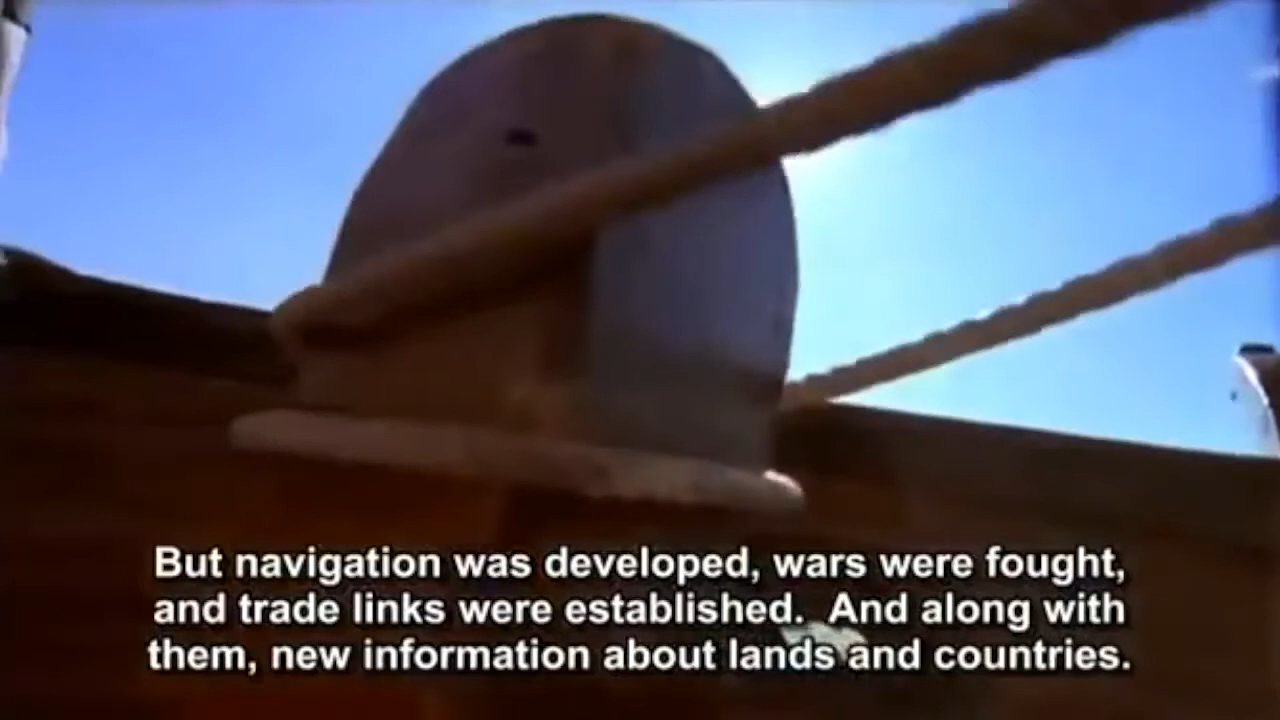 But navigation was developed, wars were fought,
and trade links were established.  And along with
them, new information about lands and countries.